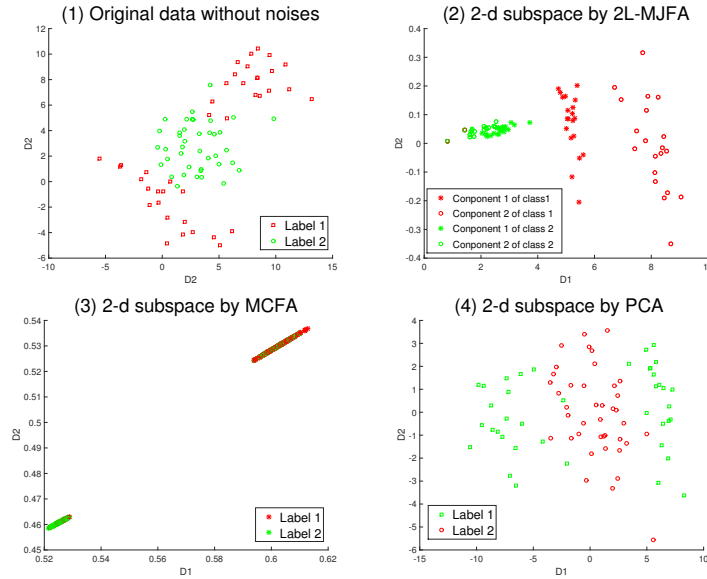 (1) Original data without noises
12
10
8
6
4
2
0
-2
-4
-6
D2
-10 -5 0 5 10 15
D2
Label 1
Label 2
(2) 2-d subspace by 2L-MJFA
0.4
0.3
0.2
0.1
0
-0.1
-0.2
-0.3
-0.4
D2
0 2 4 6 8 10
D1
Component 1 of class1
Component 2 of class 1
Component 1 of class 2
Component 2 of class 2
(3) 2-d subspace by MCFA
0.54
0.53
0.52
0.51
0.5
0.49
0.48
0.47
0.46
0.45
D2
0.52 0.54 0.56 0.58 0.6 0.62
D1
Label 1
Label 2
(4) 2-d subspace by PCA
4
3
2
1
0
-1
-2
-3
-4
-5
-6
D2
-15 -10 -5 0 5 10
D1
Label 1
Label 2